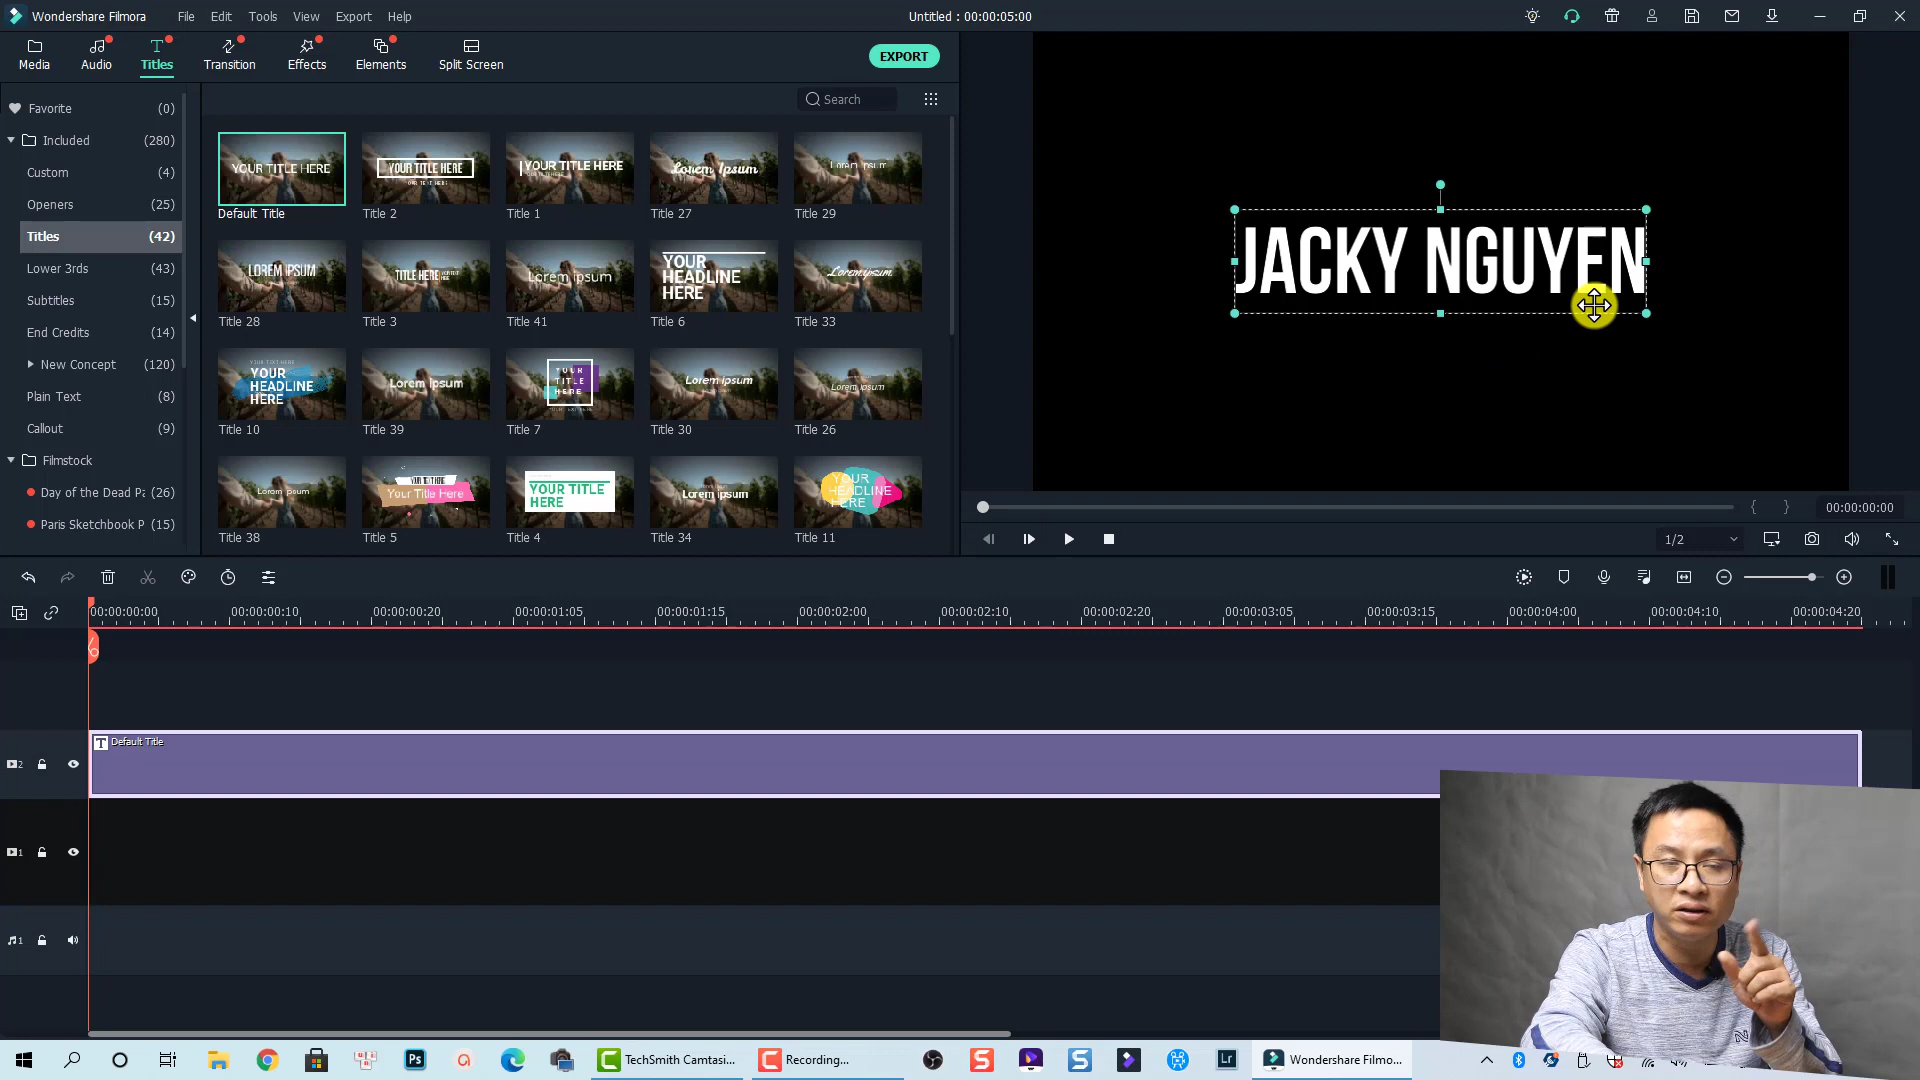 Wondershare Filmora File Edit Tools View Export Help Untitled : 00:00:05:00
Media Audio Titles Transition Effects Elements Split Screen EXPORT
Favorite (0)
Included (280)
Custom (4)
Openers (25)
Titles (42)
Lower 3rds (43)
Subtitles (15)
End Credits (14)
New Concept (120)
Plain Text (8)
Callout (9)
Filmstock
Day of the Dead Pa (26)
Paris Sketchbook P (15)
Search
YOUR TITLE HERE YOUR TITLE HERE YOUR TITLE HERE Lorem Ipsum Lorem Ipsum
Default Title Title 2 Title 1 Title 27 Title 29
LOREM IPSUM TITLE HERE Lorem Ipsum YOUR HEADLINE HERE Lorem Ipsum
Title 28 Title 3 Title 41 Title 6 Title 33
YOUR HEADLINE HERE Lorem Ipsum YOUR TITLE HERE Lorem Ipsum Lorem Ipsum
Title 10 Title 39 Title 7 Title 30 Title 26
Lorem Ipsum Your Title Here YOUR TITLE HERE Lorem Ipsum YOUR HEADLINE HERE
Title 38 Title 5 Title 4 Title 34 Title 11
JACKY NGUYEN
{ } 00:00:00:00
1/2
00:00:00:00 00:00:00:10 00:00:00:20 00:00:01:05 00:00:01:15 00:00:02:00 00:00:02:10 00:00:02:20 00:00:03:05 00:00:03:15 00:00:04:00 00:00:04:10 00:00:04:20
T Default Title
2
1
1
Ps TechSmith Camtasi... Recording... Lr Wondershare Filmo...